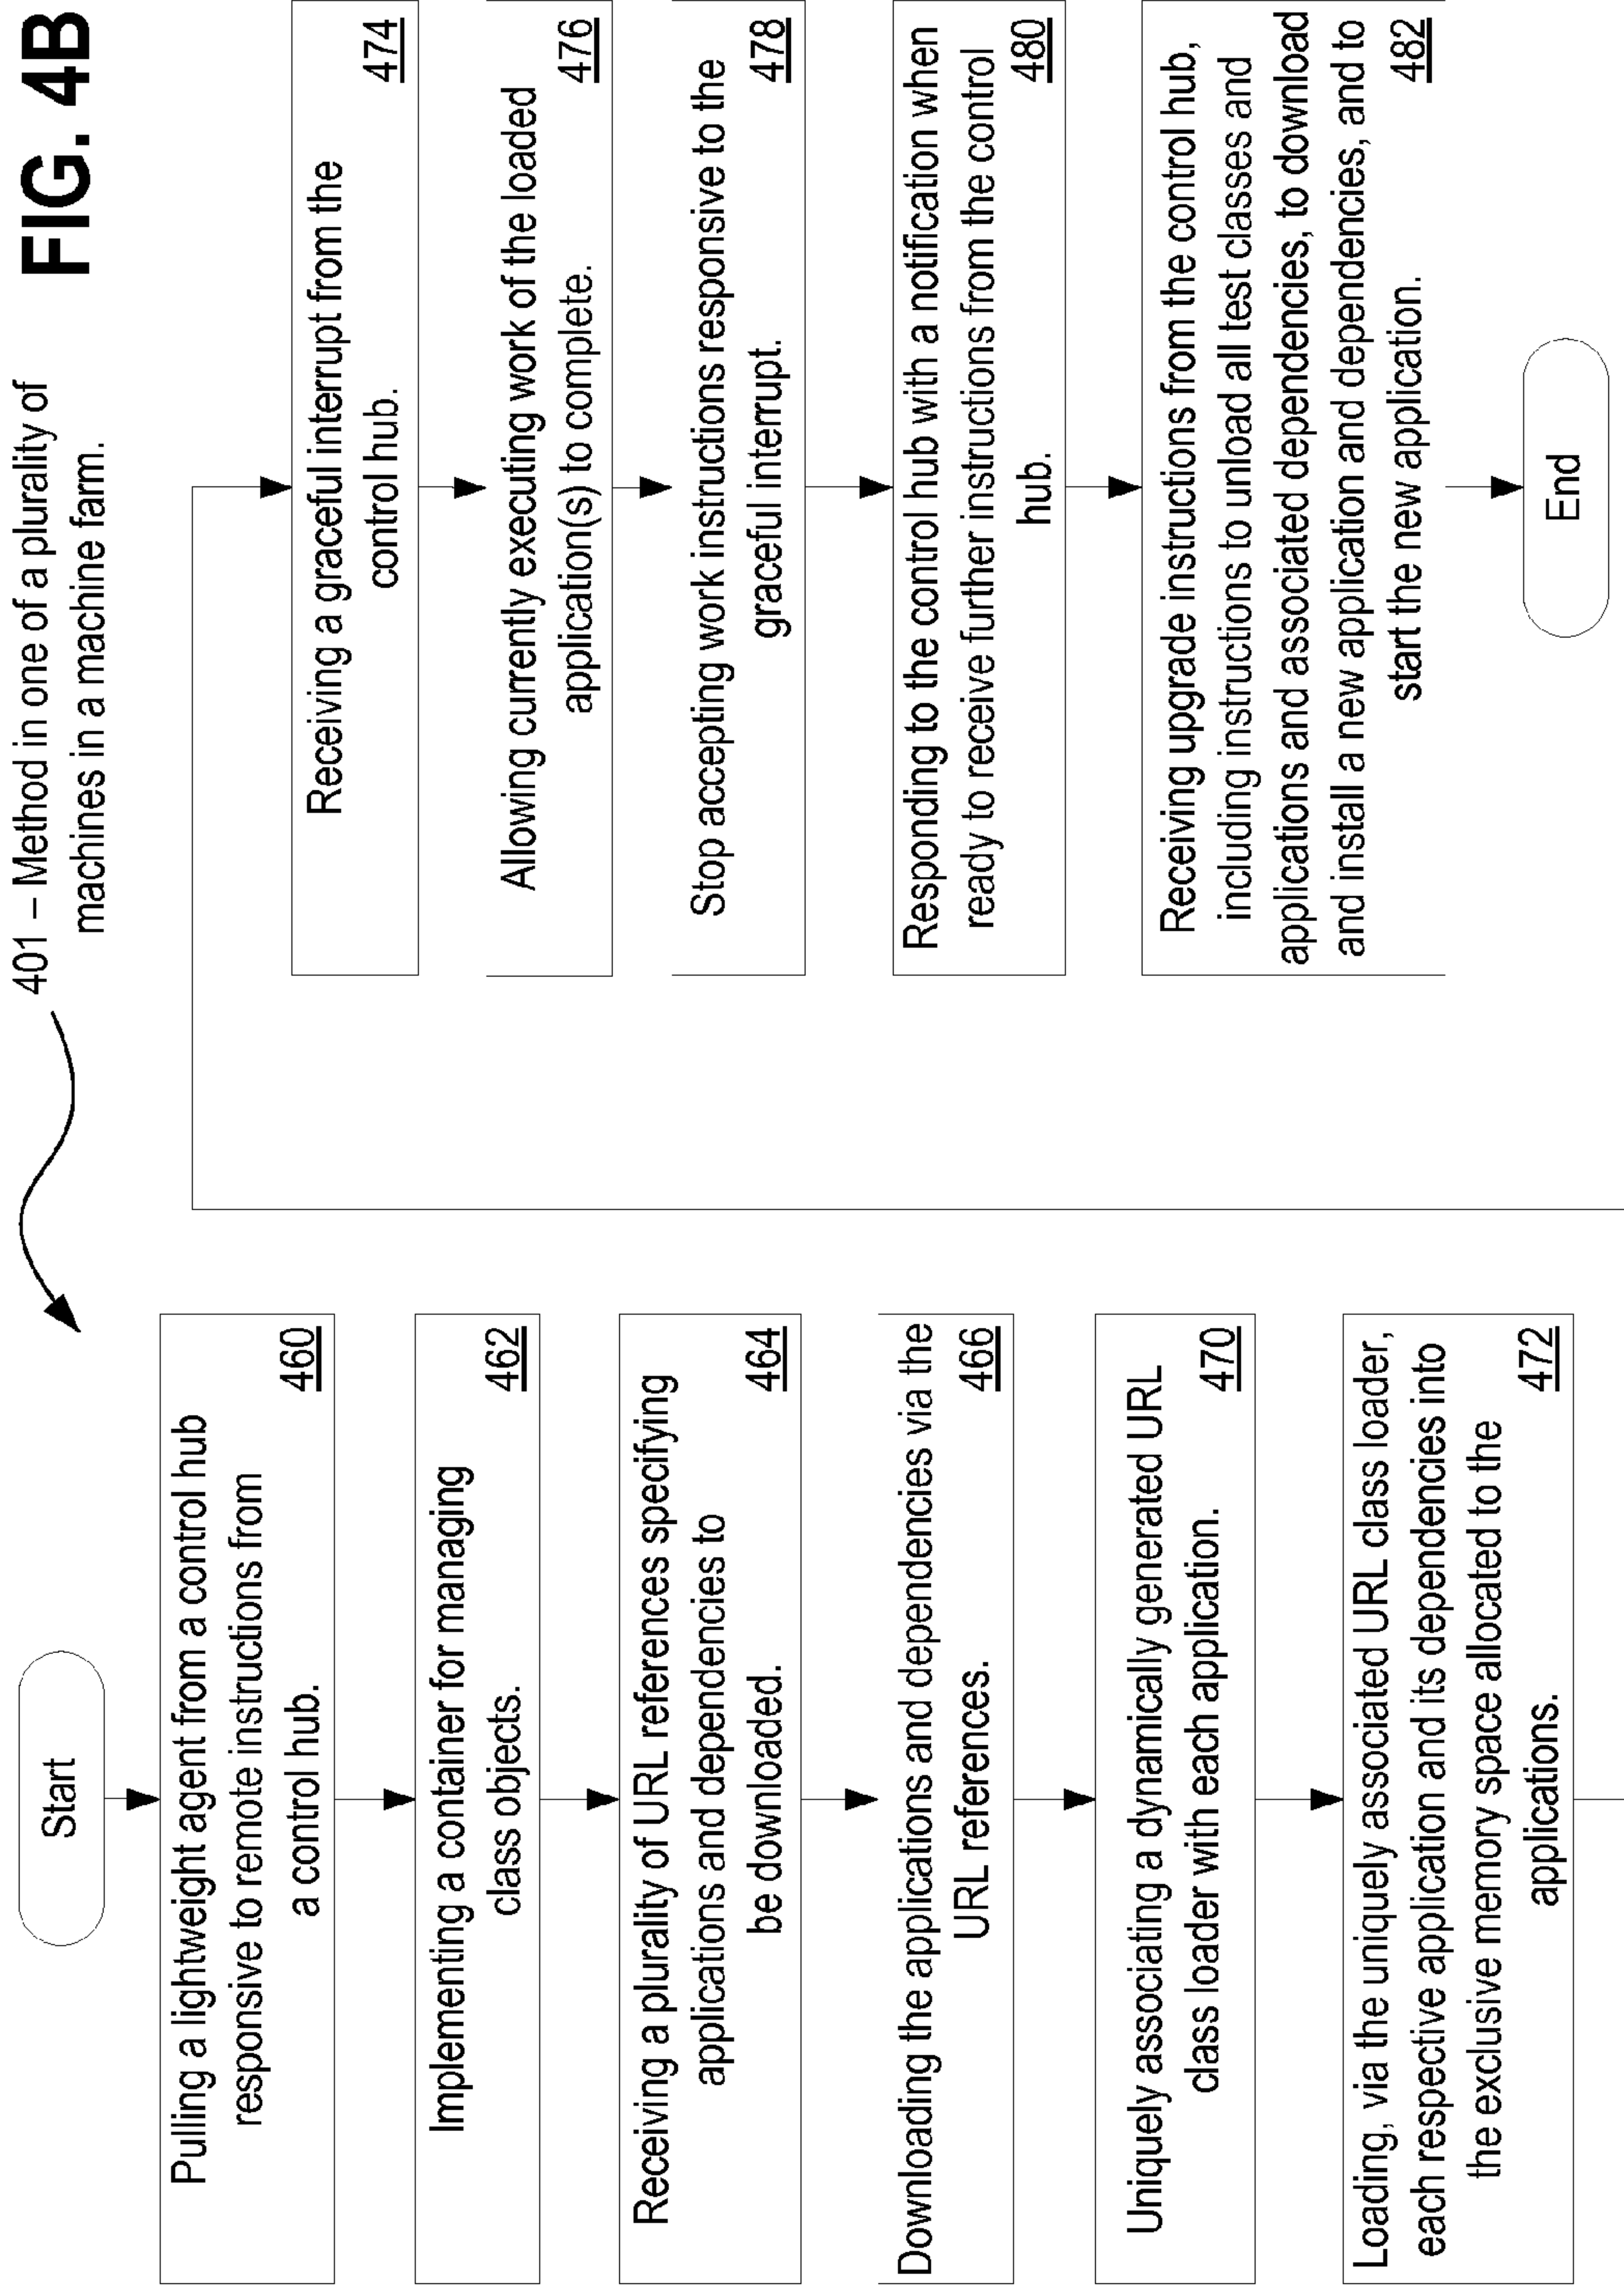 401 – Method in one of a plurality of
machines in a machine farm.
FIG. 4B
Start
Pulling a lightweight agent from a control hub
responsive to remote instructions from
a control hub.
460
Implementing a container for managing
class objects.
462
Receiving a plurality of URL references specifying
applications and dependencies to
be downloaded.
464
Downloading the applications and dependencies via the
URL references.
466
Uniquely associating a dynamically generated URL
class loader with each application.
470
Loading, via the uniquely associated URL class loader,
each respective application and its dependencies into
the exclusive memory space allocated to the
applications.
472
Receiving a graceful interrupt from the
control hub.
474
Allowing currently executing work of the loaded
application(s) to complete.
476
Stop accepting work instructions responsive to the
graceful interrupt.
478
Responding to the control hub with a notification when
ready to receive further instructions from the control
hub.
480
Receiving upgrade instructions from the control hub,
including instructions to unload all test classes and
applications and associated dependencies, to download
and install a new application and dependencies, and to
start the new application.
482
End